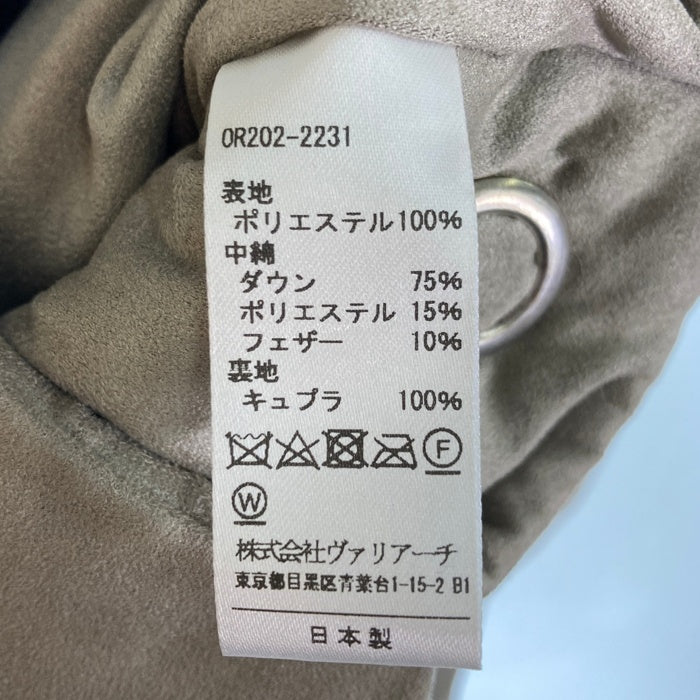 OR202-2231
表地
ポリエステル100%
中綿
ダウン 75%
ポリエステル 15%
フェザー 10%
裏地
キュプラ 100%
F
W
株式会社ヴァリアーチ
東京都目黒区青葉台1-15-2 B1
日本製